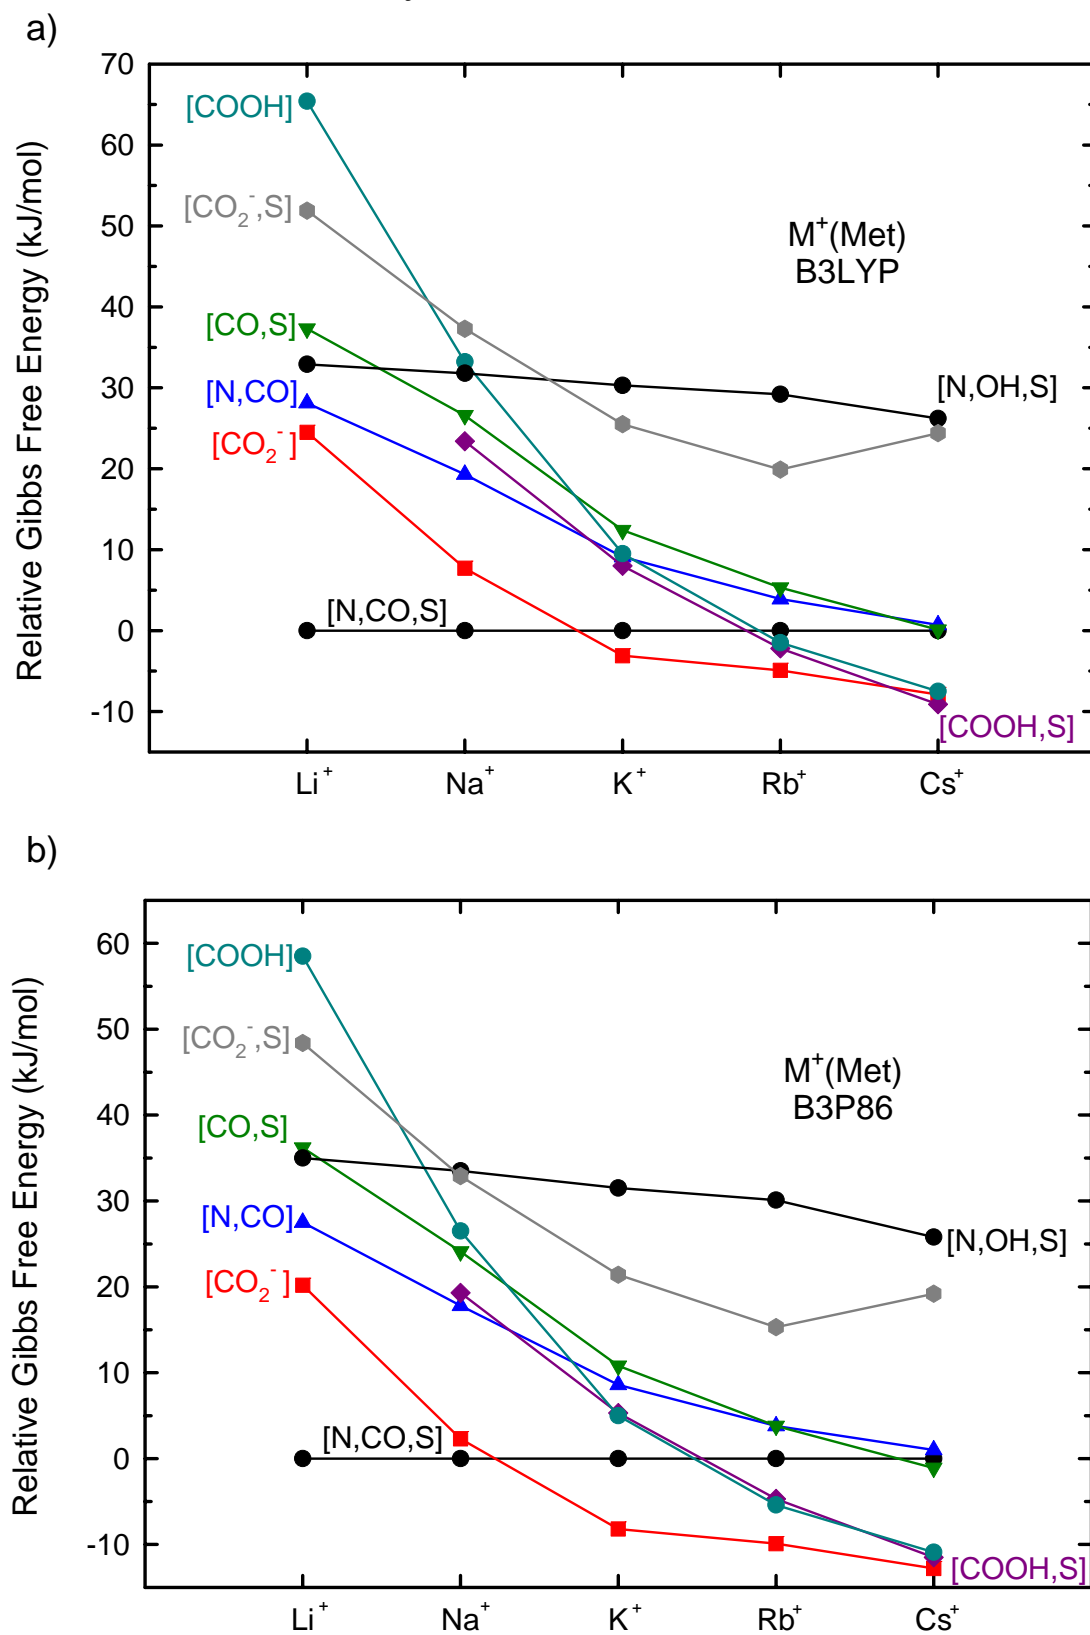 a)
Relative Gibbs Free Energy (kJ/mol)
70
60
50
40
30
20
10
0
-10
[COOH]
[CO₂⁻,S]
[CO,S]
[N,CO]
[CO₂⁻]
[N,CO,S]
M⁺(Met)
B3LYP
[N,OH,S]
[COOH,S]
Li⁺ Na⁺ K⁺ Rb⁺ Cs⁺
b)
Relative Gibbs Free Energy (kJ/mol)
60
50
40
30
20
10
0
-10
[COOH]
[CO₂⁻,S]
[CO,S]
[N,CO]
[CO₂⁻]
[N,CO,S]
M⁺(Met)
B3P86
[N,OH,S]
[COOH,S]
Li⁺ Na⁺ K⁺ Rb⁺ Cs⁺